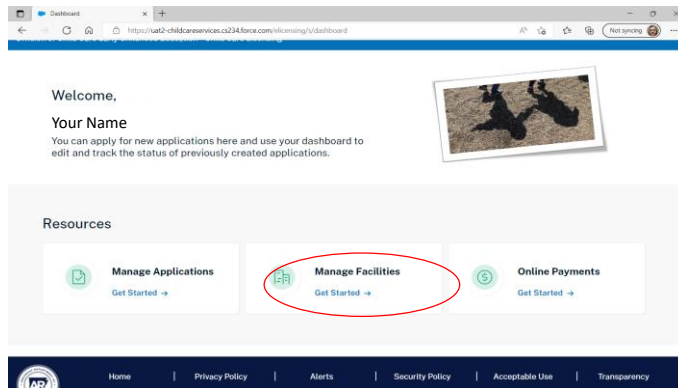 Dashboard
https://uat2-childcareservices.cs234.force.com/elicensing/s/dashboard
Not syncing
Welcome,
Your Name
You can apply for new applications here and use your dashboard to
edit and track the status of previously created applications.
Resources
Manage Applications
Get Started →
Manage Facilities
Get Started →
Online Payments
Get Started →
AR
Home | Privacy Policy | Alerts | Security Policy | Acceptable Use | Transparency